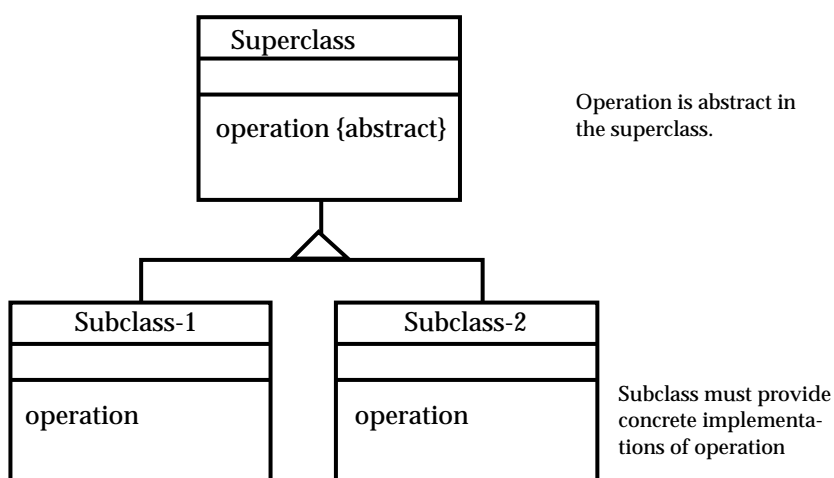 Superclass
operation {abstract}
Operation is abstract in
the superclass.
Subclass-1
operation
Subclass-2
operation
Subclass must provide
concrete implementa-
tions of operation